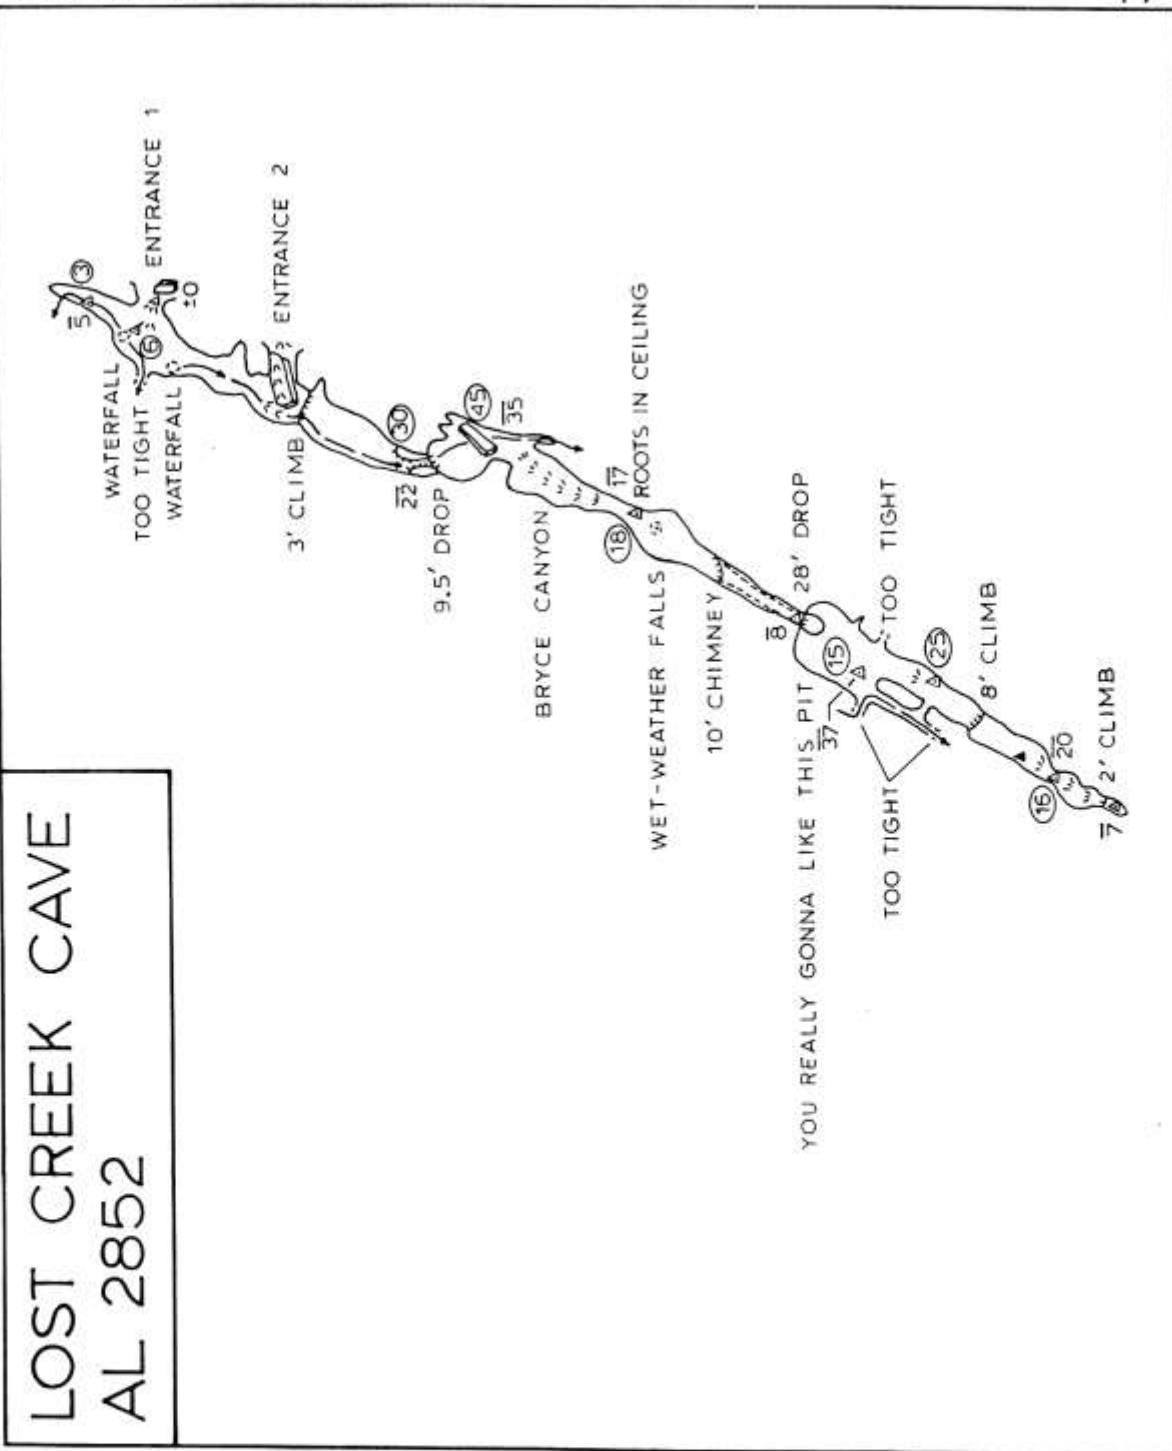 LOST CREEK CAVE
AL 2852
WATERFALL
TOO TIGHT
WATERFALL
ENTRANCE 1
±0
3
5
6
ENTRANCE 2
3' CLIMB
30
22
9.5' DROP
45
35
BRYCE CANYON
17
18
ROOTS IN CEILING
WET-WEATHER FALLS
10' CHIMNEY
8
28' DROP
YOU REALLY GONNA LIKE THIS PIT
15
37
TOO TIGHT
TOO TIGHT
25
8' CLIMB
20
16
2' CLIMB
7